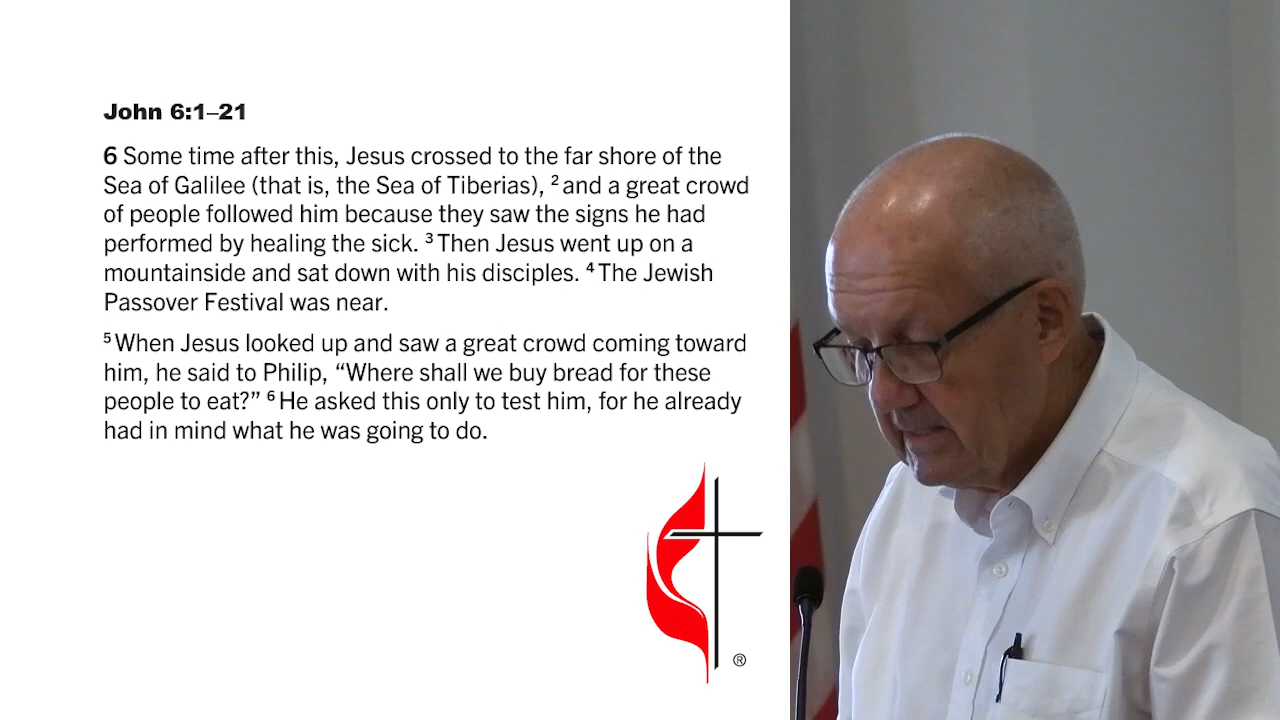 John 6:1–21
6 Some time after this, Jesus crossed to the far shore of the
Sea of Galilee (that is, the Sea of Tiberias), 2 and a great crowd
of people followed him because they saw the signs he had
performed by healing the sick. 3 Then Jesus went up on a
mountainside and sat down with his disciples. 4 The Jewish
Passover Festival was near.
5 When Jesus looked up and saw a great crowd coming toward
him, he said to Philip, “Where shall we buy bread for these
people to eat?” 6 He asked this only to test him, for he already
had in mind what he was going to do.
®